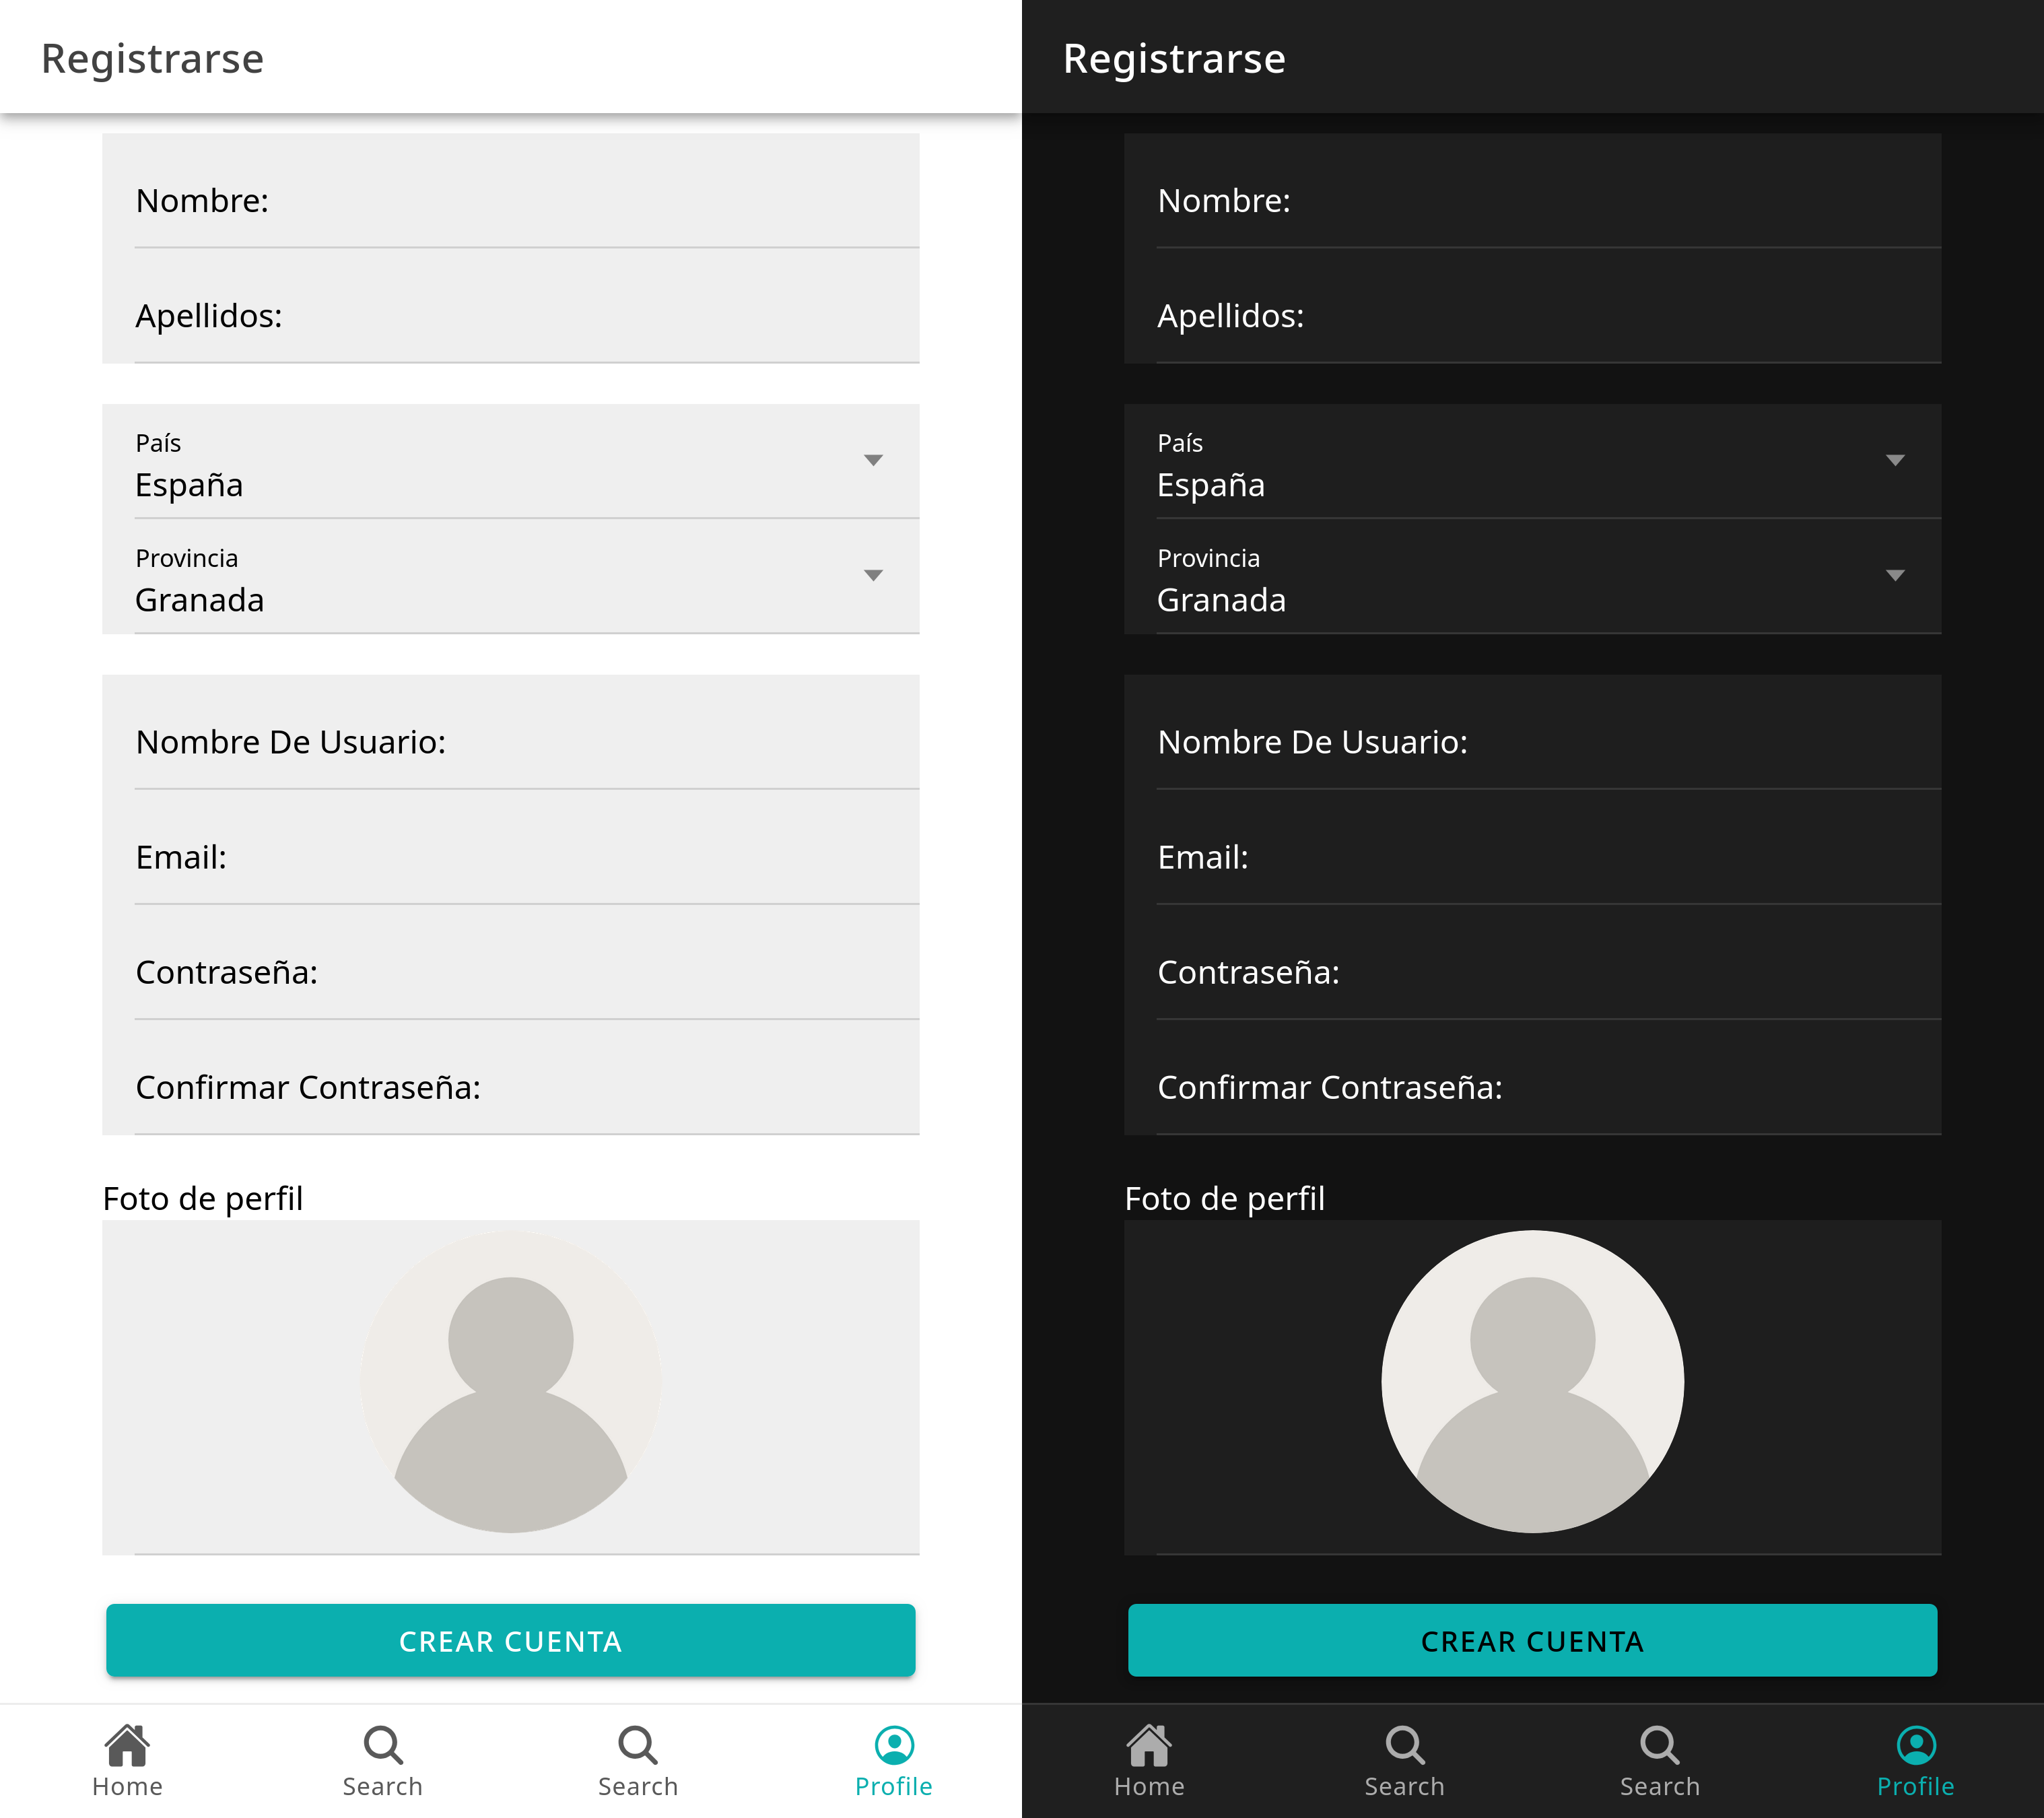 Registrarse
Nombre:
Apellidos:
País
España
Provincia
Granada
Nombre De Usuario:
Email:
Contraseña:
Confirmar Contraseña:
Foto de perfil
CREAR CUENTA
Home
Search
Search
Profile
Registrarse
Nombre:
Apellidos:
País
España
Provincia
Granada
Nombre De Usuario:
Email:
Contraseña:
Confirmar Contraseña:
Foto de perfil
CREAR CUENTA
Home
Search
Search
Profile